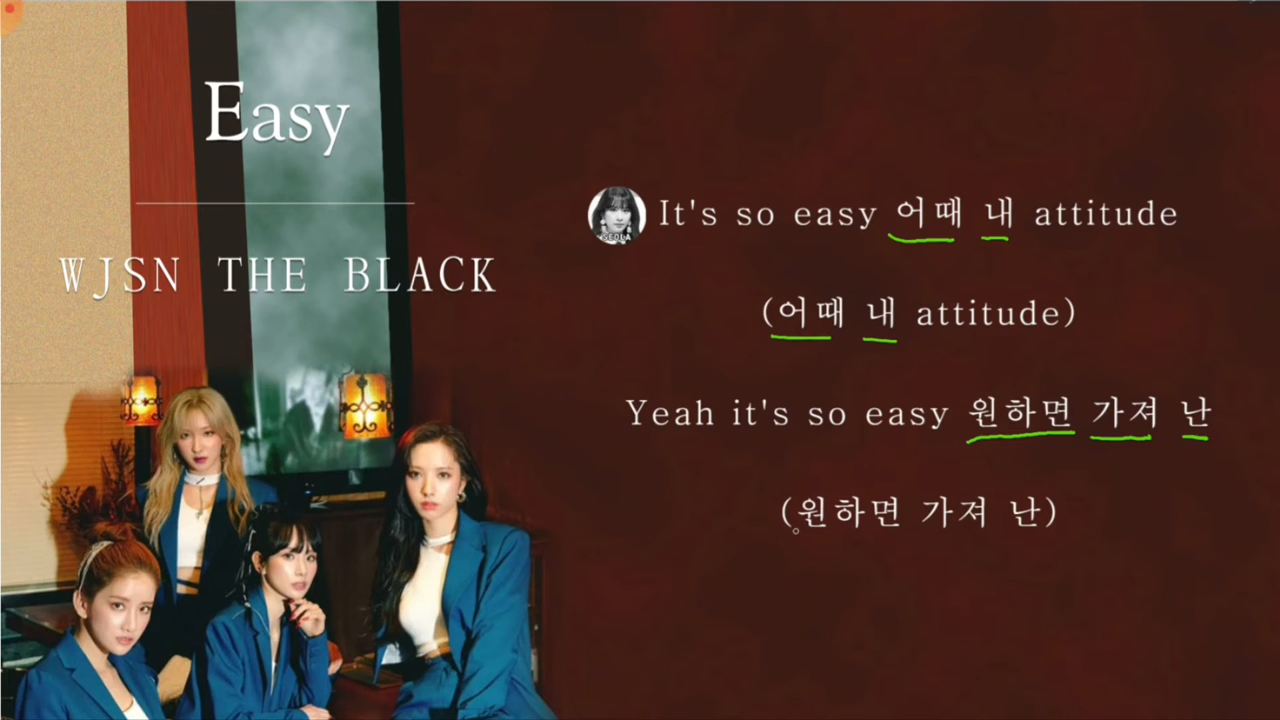 Easy
WJSN THE BLACK
SEOLA
It's so easy 어때 내 attitude
(어때 내 attitude)
Yeah it's so easy 원하면 가져 난
(원하면 가져 난)